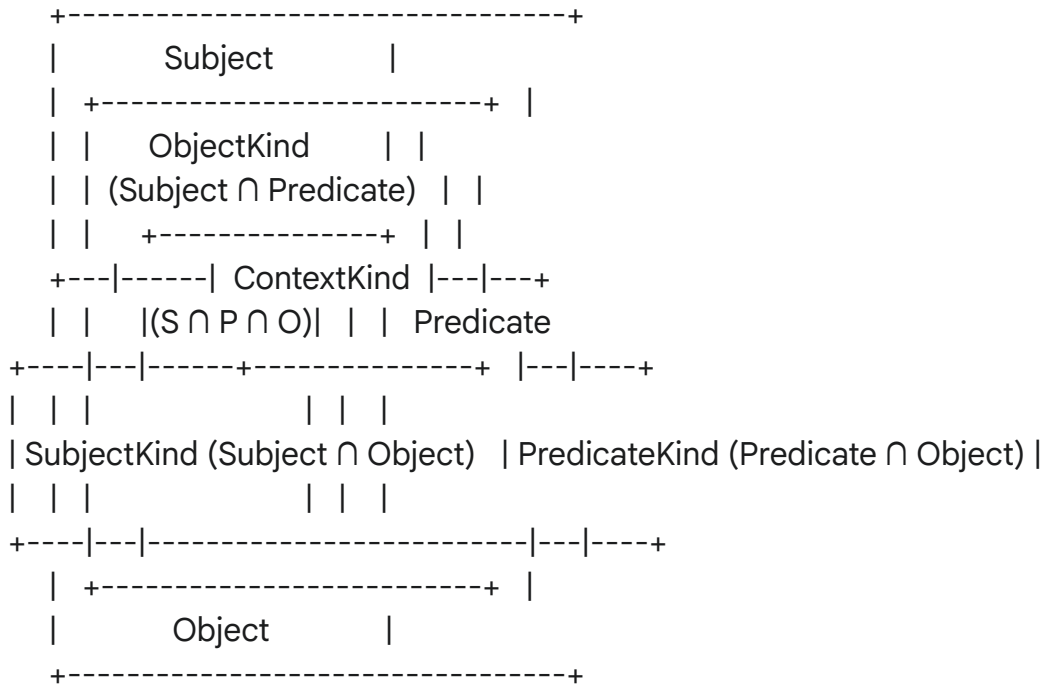 Subject
ObjectKind
(Subject ∩ Predicate)
ContextKind
(S ∩ P ∩ O) Predicate
SubjectKind (Subject ∩ Object) PredicateKind (Predicate ∩ Object)
Object